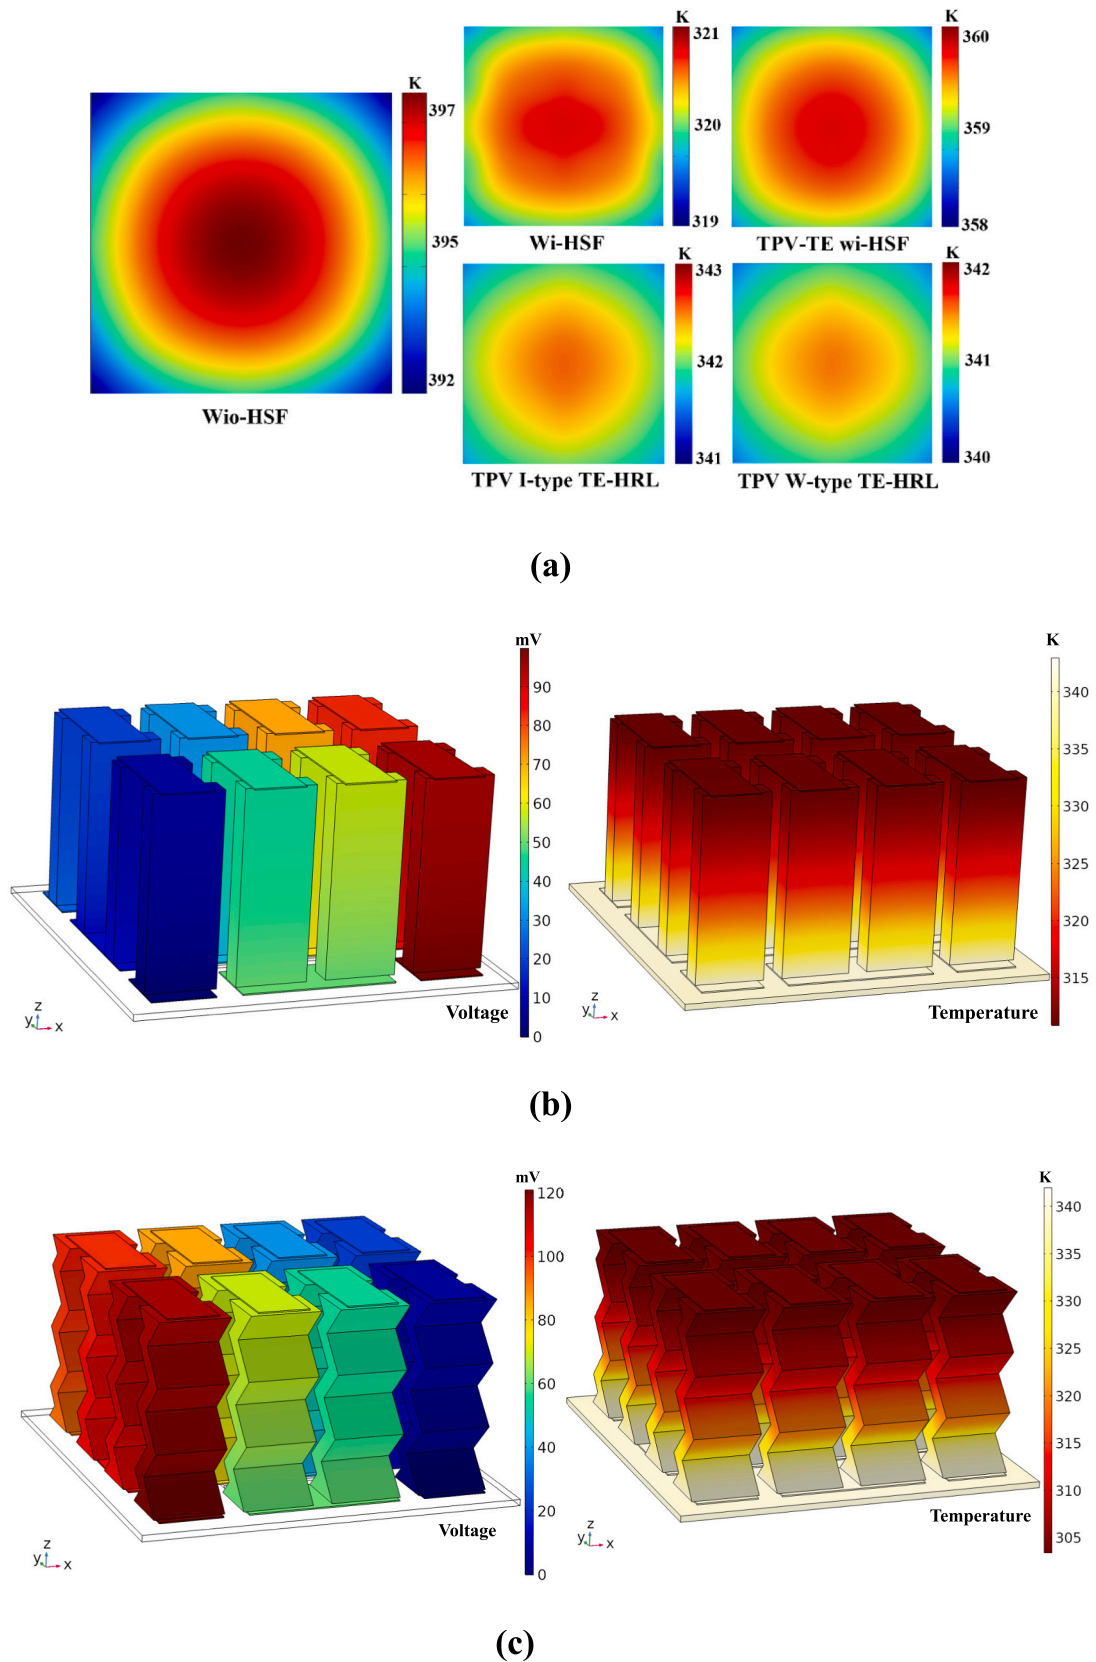 K
397
395
392
Wio-HSF
K
321
320
319
Wi-HSF
K
360
359
358
TPV-TE wi-HSF
K
343
342
341
TPV I-type TE-HRL
K
342
341
340
TPV W-type TE-HRL
(a)
mV
90
80
70
60
50
40
30
20
10
0
Voltage
z
y
x
K
340
335
330
325
320
315
Temperature
z
y
x
(b)
mV
120
100
80
60
40
20
0
Voltage
z
y
x
K
340
335
330
325
320
315
310
305
Temperature
z
y
x
(c)